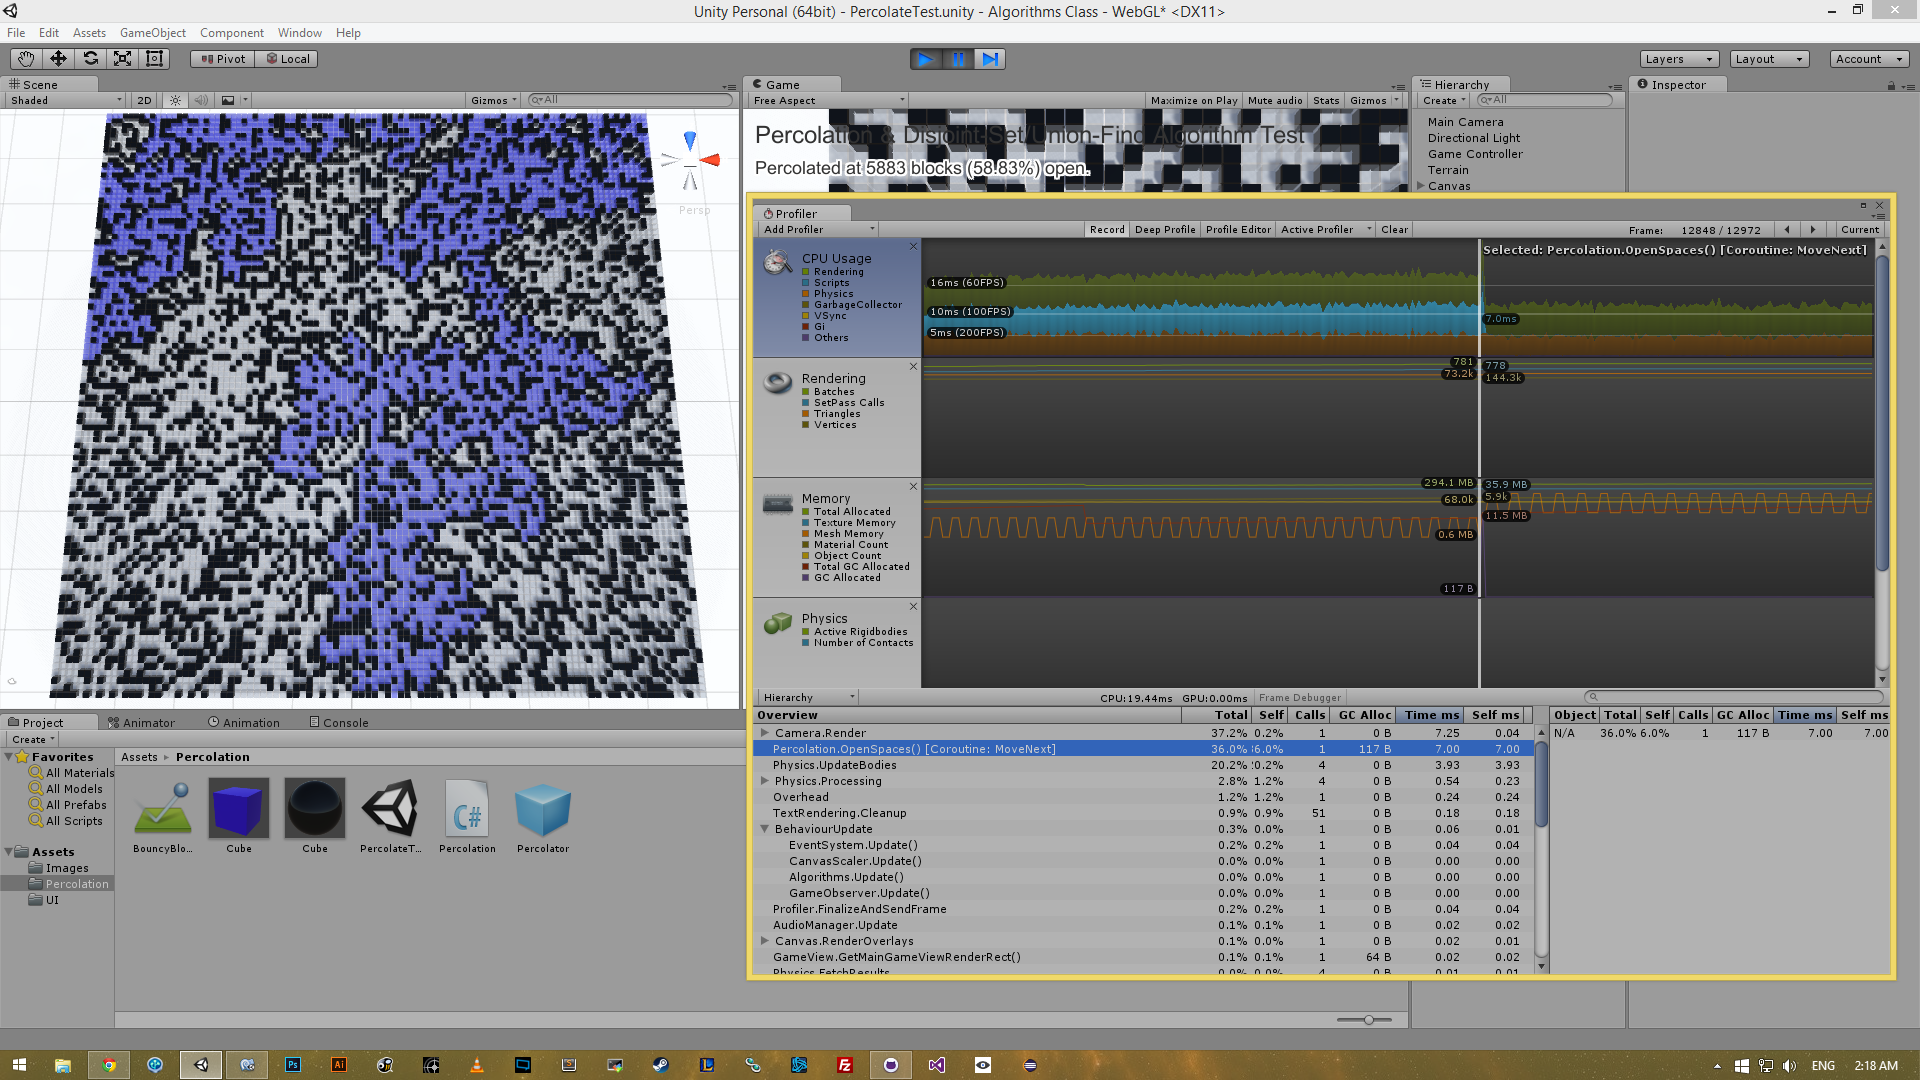 Unity Personal (64bit) - PercolateTest.unity - Algorithms Class - WebGL* <DX11>
File Edit Assets GameObject Component Window Help
Pivot Local
Layers Layout Account
Scene
Shaded 2D Gizmos All
Persp
Game
Free Aspect Maximize on Play Mute audio Stats Gizmos
Percolation & Disjoint-Set/Union-Find Algorithm Test
Percolated at 5883 blocks (58.83%) open.
Hierarchy
Create All
Main Camera
Directional Light
Game Controller
Terrain
Canvas
Inspector
Profiler
Add Profiler Record Deep Profile Profile Editor Active Profiler Clear Frame: 12848 / 12972 Current
Selected: Percolation.OpenSpaces() [Coroutine: MoveNext]
CPU Usage
Rendering
Scripts
Physics
GarbageCollector
VSync
Gi
Others
16ms (60FPS)
10ms (100FPS)
5ms (200FPS)
7.0ms
Rendering
Batches
SetPass Calls
Triangles
Vertices
781 778
73.2k 144.3k
Memory
Total Allocated
Texture Memory
Mesh Memory
Material Count
Object Count
Total GC Allocated
GC Allocated
294.1 MB 35.9 MB
68.0k 5.9k
11.5 MB
0.6 MB
117 B
Physics
Active Rigidbodies
Number of Contacts
Hierarchy CPU:19.44ms GPU:0.00ms Frame Debugger
Overview Total Self Calls GC Alloc Time ms Self ms
Camera.Render 37.2% 0.2% 1 0 B 7.25 0.04
Percolation.OpenSpaces() [Coroutine: MoveNext] 36.0% 6.0% 1 117 B 7.00 7.00
Physics.UpdateBodies 20.2% 0.2% 4 0 B 3.93 3.93
Physics.Processing 2.8% 1.2% 4 0 B 0.54 0.23
Overhead 1.2% 1.2% 1 0 B 0.24 0.24
TextRendering.Cleanup 0.9% 0.9% 51 0 B 0.18 0.18
BehaviourUpdate 0.3% 0.0% 1 0 B 0.06 0.01
EventSystem.Update() 0.2% 0.2% 1 0 B 0.04 0.04
CanvasScaler.Update() 0.0% 0.0% 1 0 B 0.00 0.00
Algorithms.Update() 0.0% 0.0% 1 0 B 0.00 0.00
GameObserver.Update() 0.0% 0.0% 1 0 B 0.00 0.00
Profiler.FinalizeAndSendFrame 0.2% 0.2% 1 0 B 0.04 0.04
AudioManager.Update 0.1% 0.1% 1 0 B 0.02 0.02
Canvas.RenderOverlays 0.1% 0.0% 1 0 B 0.02 0.01
GameView.GetMainGameViewRenderRect() 0.1% 0.1% 1 64 B 0.02 0.02
Physics.FetchResults 0.0% 0.0% 4 0 B 0.01 0.01
Object Total Self Calls GC Alloc Time ms Self ms
N/A 36.0% 6.0% 1 117 B 7.00 7.00
Project Animator Animation Console
Create
Favorites
All Materials
All Models
All Prefabs
All Scripts
Assets
Images
Percolation
UI
Assets Percolation
C#
BouncyBlo... Cube Cube PercolateT... Percolation Percolator
Ps Ai L Fz
ENG 2:18 AM